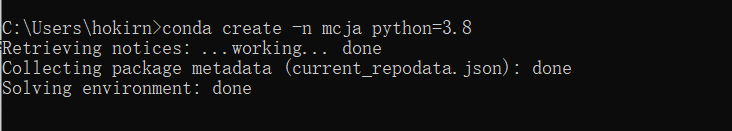 C:\Users\hokirn>conda create -n mcja python=3.8
Retrieving notices: ...working... done
Collecting package metadata (current_repodata.json): done
Solving environment: done